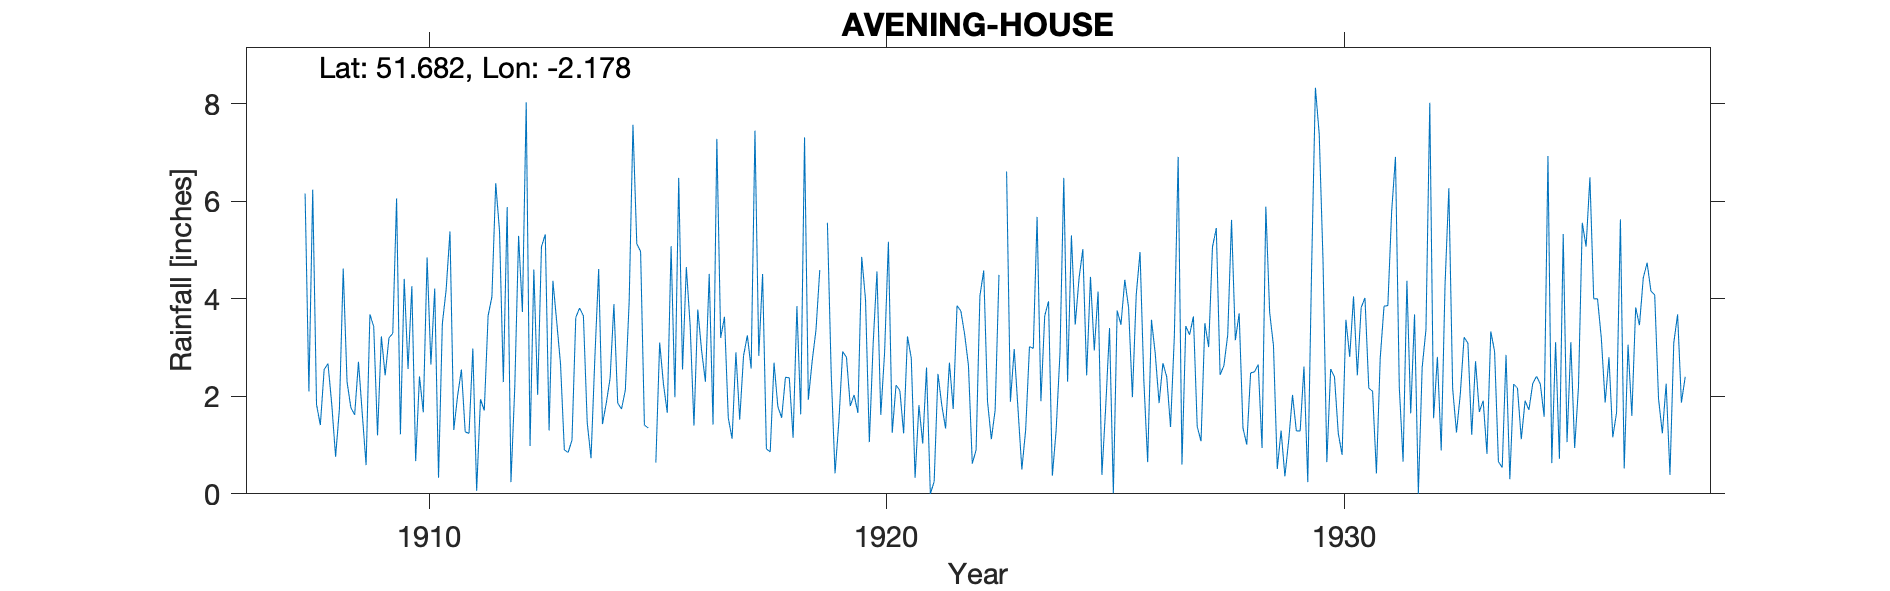 AVENING-HOUSE
Lat: 51.682, Lon: -2.178
Rainfall [inches]
8
6
4
2
0
1910 1920 1930
Year